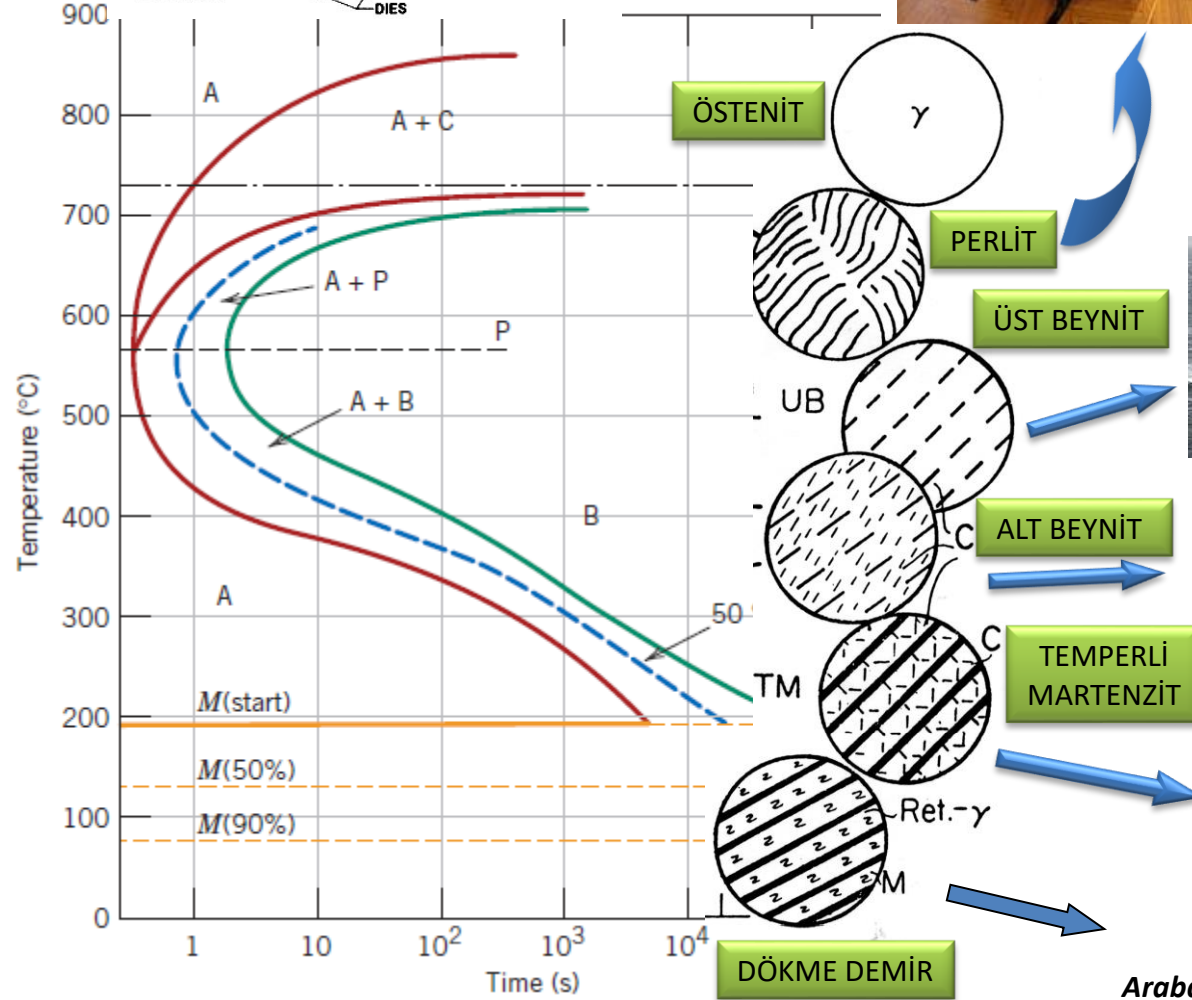 DIES
900
800
700
600
500
400
300
200
100
0
Temperature (°C)
A
A + C
A + P
P
A + B
B
A
50
M(start)
M(50%)
M(90%)
1
10
10²
10³
10⁴
Time (s)
ÖSTENİT
γ
PERLİT
ÜST BEYNİT
UB
C
ALT BEYNİT
C
TEMPERLİ
MARTENZİT
TM
Ret.-γ
M
DÖKME DEMİR